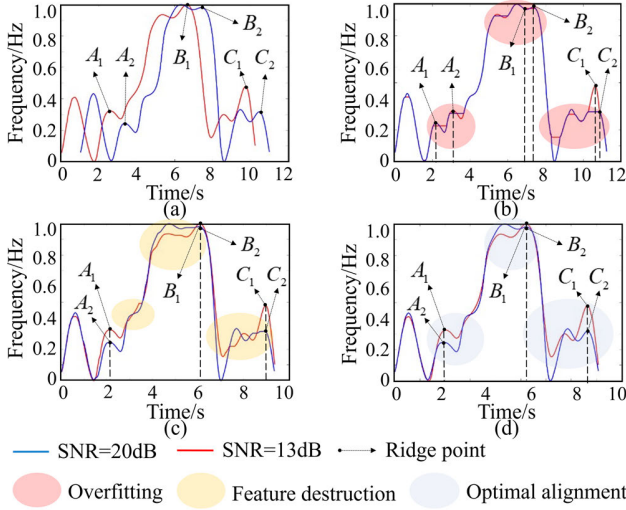 Frequency/Hz
1.0
0.8
0.6
0.4
0.2
0
A1
A2
B1
B2
C1
C2
0 2 4 6 8 10 12
Time/s
(a)
Frequency/Hz
1.0
0.8
0.6
0.4
0.2
0
A1
A2
B1
B2
C1
C2
0 2 4 6 8 10 12
Time/s
(b)
Frequency/Hz
1.0
0.8
0.6
0.4
0.2
0
A1
A2
B1
B2
C1
C2
0 2 4 6 8 10
Time/s
(c)
Frequency/Hz
1.0
0.8
0.6
0.4
0.2
0
A1
A2
B1
B2
C1
C2
0 2 4 6 8 10
Time/s
(d)
SNR=20dB SNR=13dB Ridge point
Overfitting Feature destruction Optimal alignment